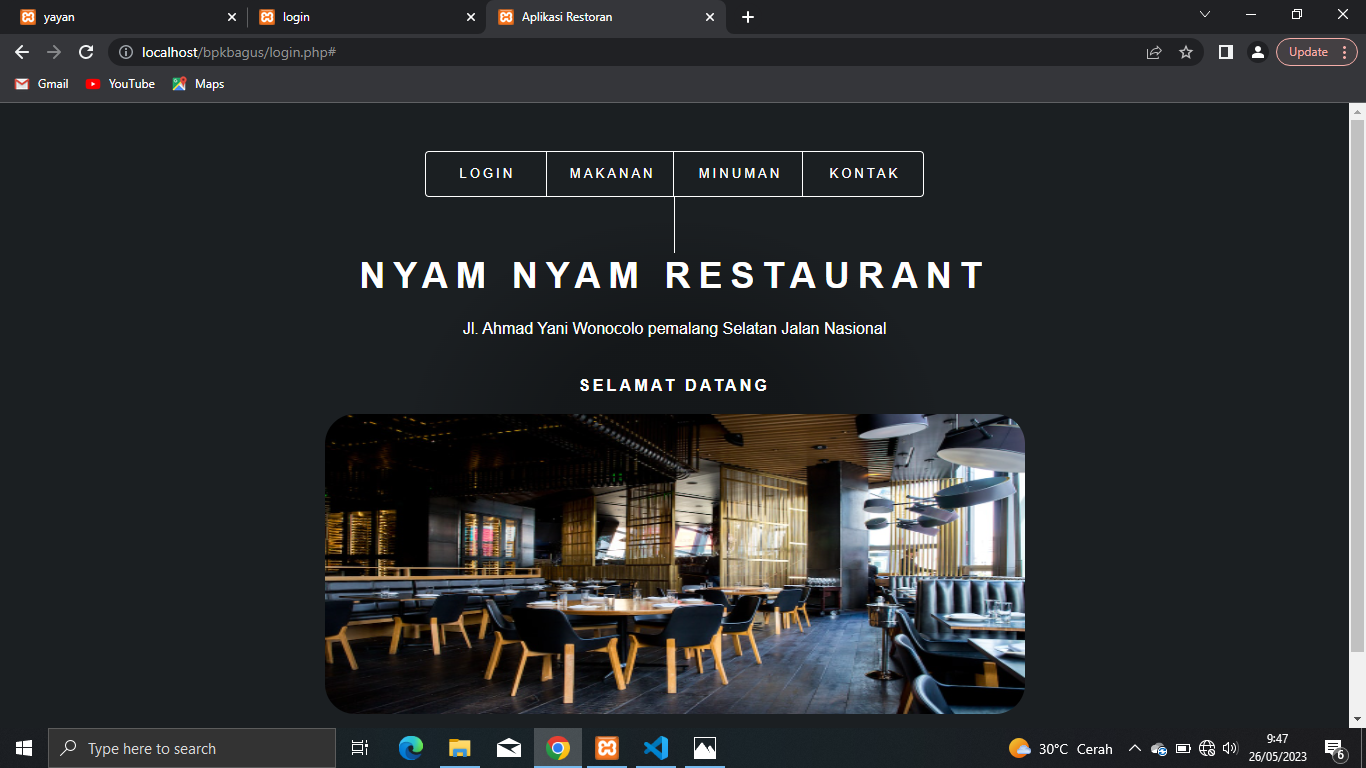 yayan
login
Aplikasi Restoran
localhost/bpkbagus/login.php#
Update
Gmail
YouTube
Maps
LOGIN
MAKANAN
MINUMAN
KONTAK
NYAM NYAM RESTAURANT
Jl. Ahmad Yani Wonocolo pemalang Selatan Jalan Nasional
SELAMAT DATANG
Type here to search
30°C Cerah
9:47
26/05/2023
6